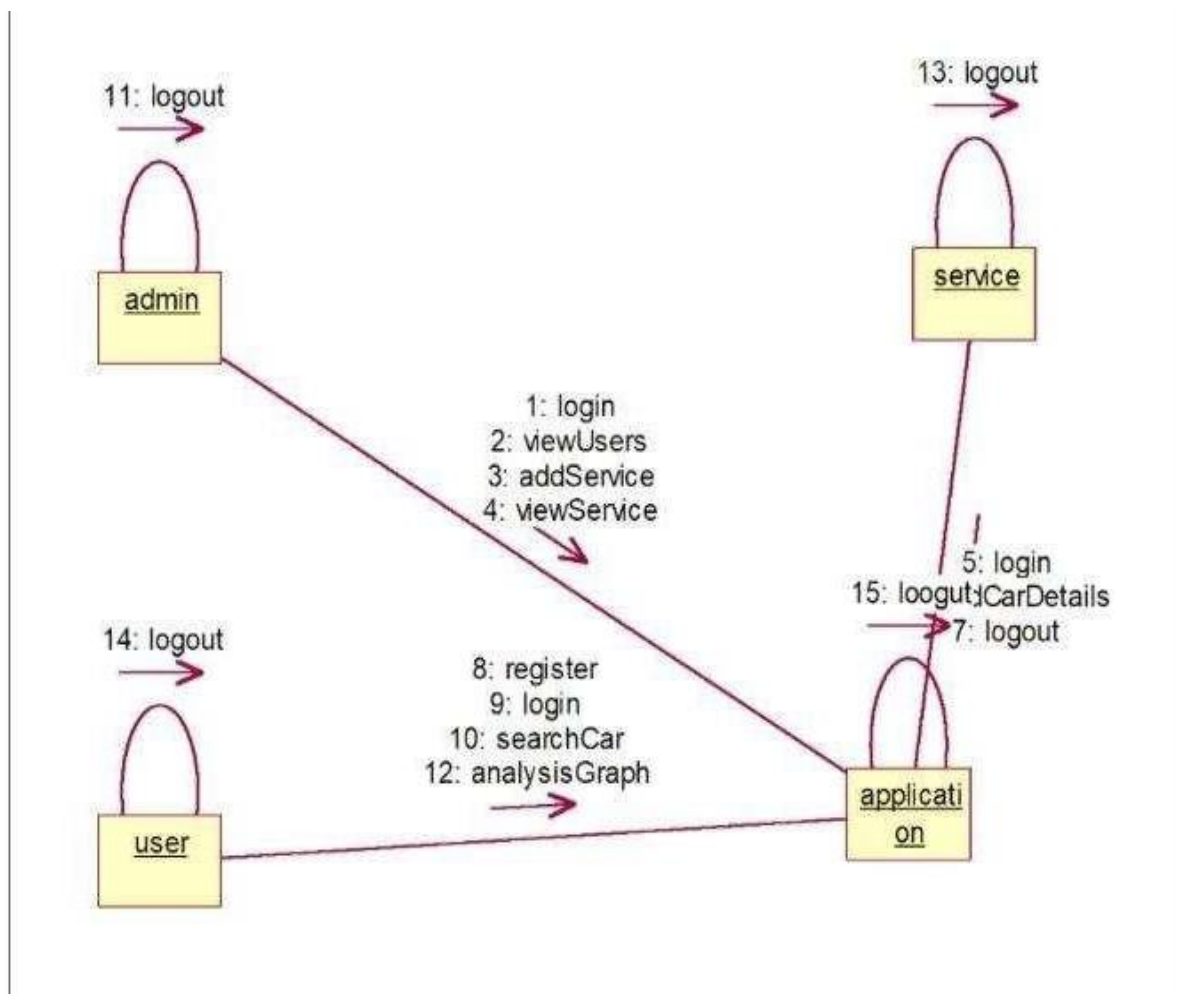 11: logout
13: logout
admin
service
1: login
2: viewUsers
3: addService
4: viewService
5: login
15: loogut
7: logout
14: logout
8: register
9: login
10: searchCar
12: analysisGraph
applicati
on
user